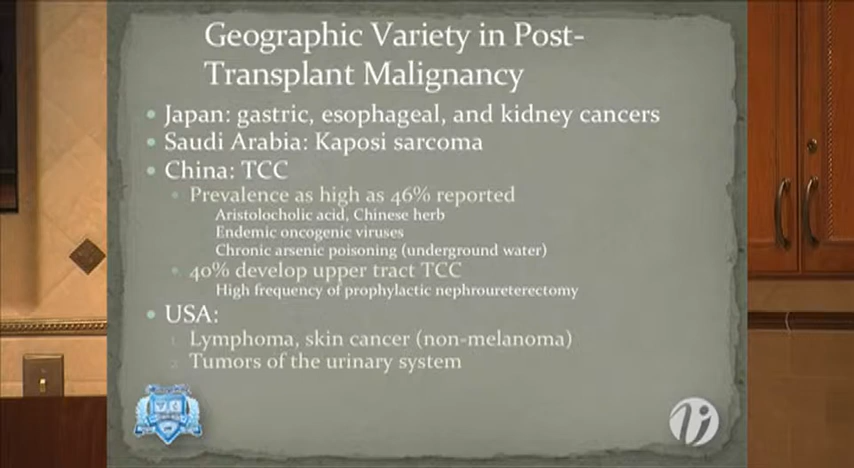 Geographic Variety in Post-
Transplant Malignancy
Japan: gastric, esophageal, and kidney cancers
Saudi Arabia: Kaposi sarcoma
China: TCC
Prevalence as high as 46% reported
Aristolocholic acid, Chinese herb
Endemic oncogenic viruses
Chronic arsenic poisoning (underground water)
40% develop upper tract TCC
High frequency of prophylactic nephroureterectomy
USA:
1. Lymphoma, skin cancer (non-melanoma)
2. Tumors of the urinary system